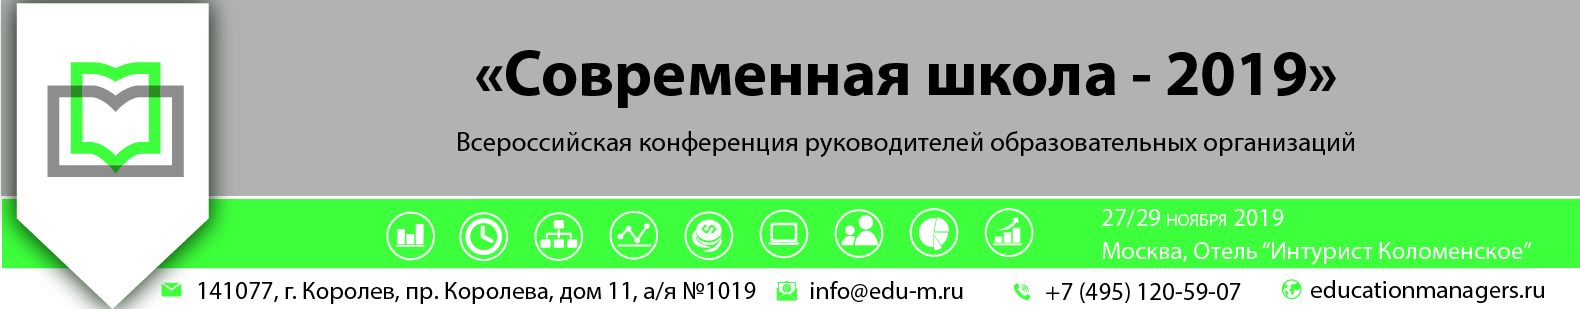 «Современная школа - 2019»
Всероссийская конференция руководителей образовательных организаций
27/29 НОЯБРЯ 2019
Москва, Отель “Интурист Коломенское”
141077, г. Королев, пр. Королева, дом 11, а/я №1019 info@edu-m.ru +7 (495) 120-59-07 educationmanagers.ru